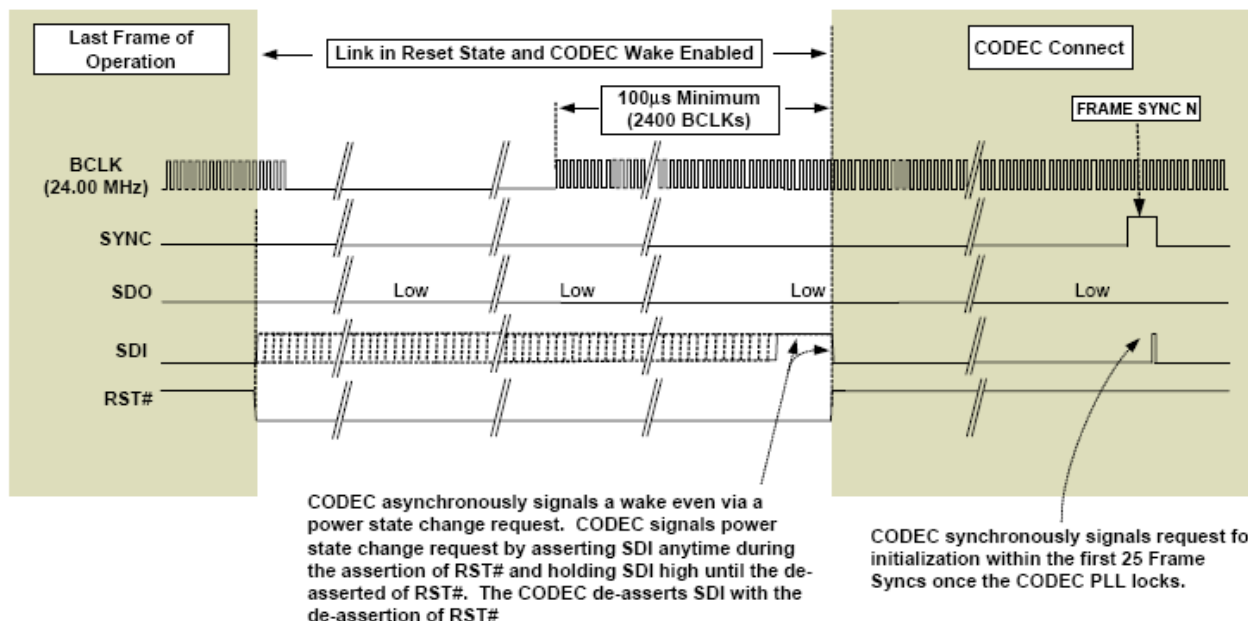 Last Frame of
Operation
Link in Reset State and CODEC Wake Enabled
CODEC Connect
100µs Minimum
(2400 BCLKs)
FRAME SYNC N
BCLK
(24.00 MHz)
SYNC
SDO
Low
Low
Low
Low
SDI
RST#
CODEC asynchronously signals a wake even via a
power state change request. CODEC signals power
state change request by asserting SDI anytime during
the assertion of RST# and holding SDI high until the de-
asserted of RST#. The CODEC de-asserts SDI with the
de-assertion of RST#
CODEC synchronously signals request fo
initialization within the first 25 Frame
Syncs once the CODEC PLL locks.